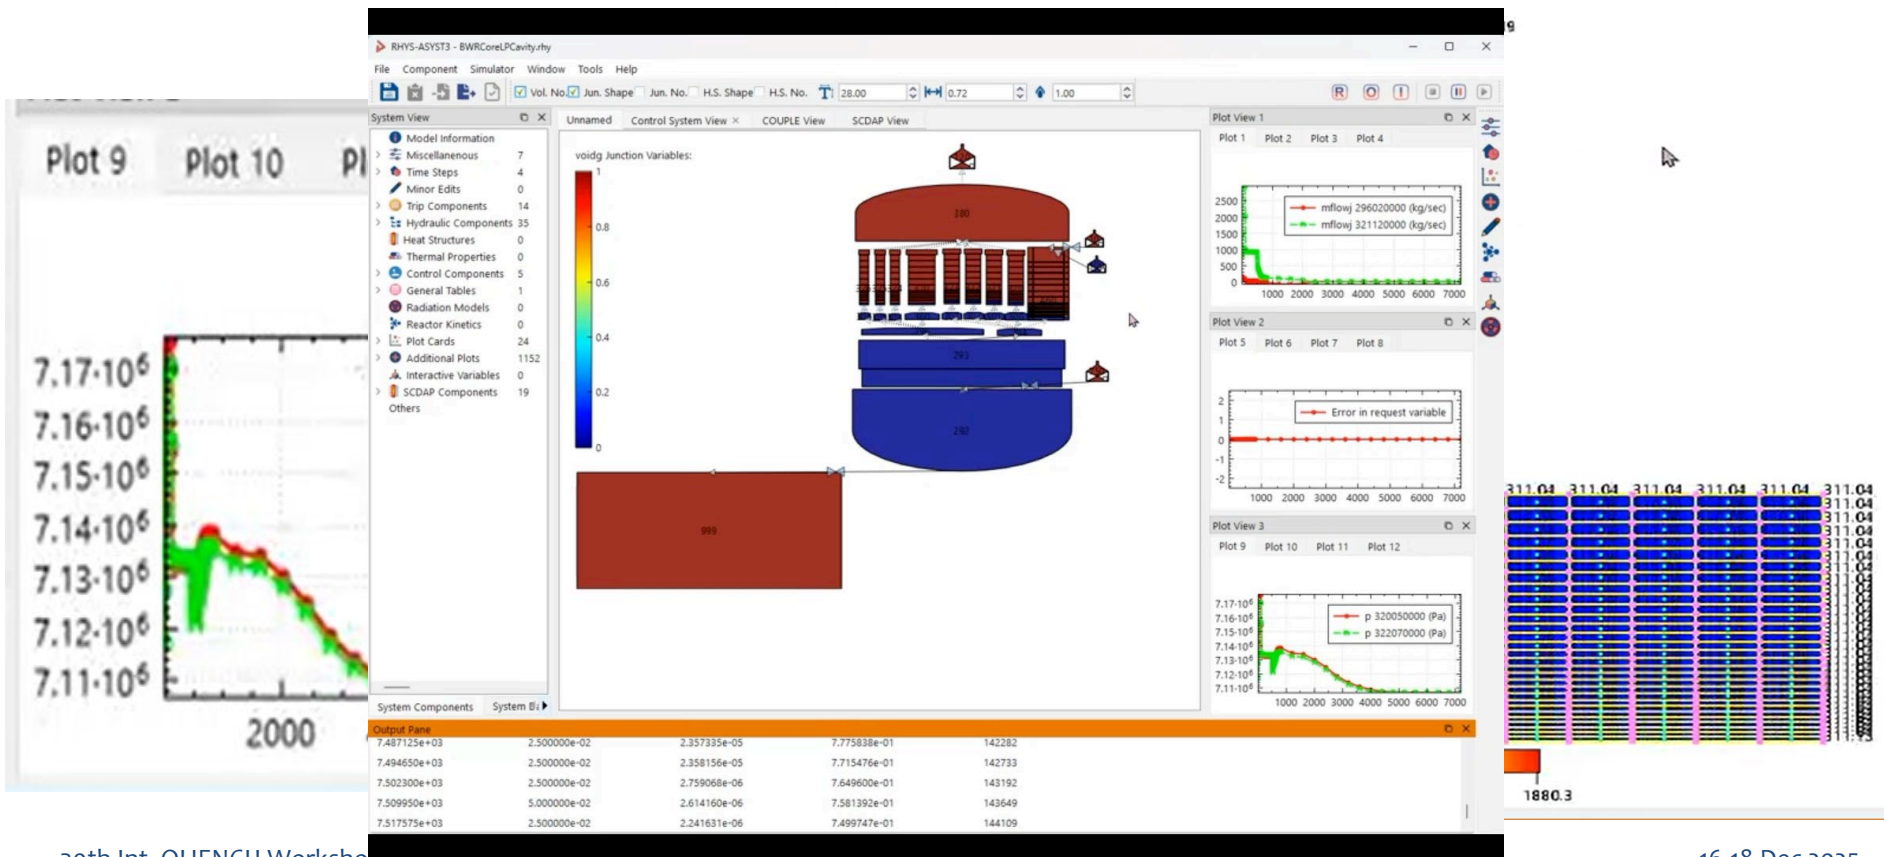 RHYS-ASYST3 - BWRCoreLPCavity.rhy
File Component Simulator Window Tools Help
Vol. No. Jun. Shape Jun. No. H.S. Shape H.S. No. 28.00 0.72 1.00
System View
Model Information
Miscellanenous 7
Time Steps 4
Minor Edits 0
Trip Components 14
Hydraulic Components 35
Heat Structures 0
Thermal Properties 0
Control Components 5
General Tables 1
Radiation Models 0
Reactor Kinetics 0
Plot Cards 24
Additional Plots 1152
Interactive Variables 0
SCDAP Components 19
Others
System Components System
Unnamed Control System View COUPLE View SCDAP View
voidg Junction Variables:
1
0.8
0.6
0.4
0.2
0
180
293
290
999
Plot View 1
Plot 1 Plot 2 Plot 3 Plot 4
mflowj 296020000 (kg/sec)
mflowj 321120000 (kg/sec)
2500
2000
1500
1000
500
0
1000 2000 3000 4000 5000 6000 7000
Plot View 2
Plot 5 Plot 6 Plot 7 Plot 8
Error in request variable
2
1
0
-1
-2
1000 2000 3000 4000 5000 6000 7000
Plot View 3
Plot 9 Plot 10 Plot 11 Plot 12
p 320050000 (Pa)
p 322070000 (Pa)
7.17·10⁶
7.16·10⁶
7.15·10⁶
7.14·10⁶
7.13·10⁶
7.12·10⁶
7.11·10⁶
1000 2000 3000 4000 5000 6000 7000
Output Pane
7.487125e+03 2.500000e-02 2.357335e-05 7.775838e-01 142282
7.494650e+03 2.500000e-02 2.358156e-05 7.715476e-01 142733
7.502300e+03 2.500000e-02 2.759068e-06 7.649600e-01 143192
7.509950e+03 5.000000e-02 2.614160e-06 7.581392e-01 143649
7.517575e+03 2.500000e-02 2.241631e-06 7.499747e-01 144109
Plot 9 Plot 10
7.17·10⁶
7.16·10⁶
7.15·10⁶
7.14·10⁶
7.13·10⁶
7.12·10⁶
7.11·10⁶
2000
311.04 311.04 311.04 311.04 311.04 311.04
311.04
311.04
311.04
311.04
1880.3